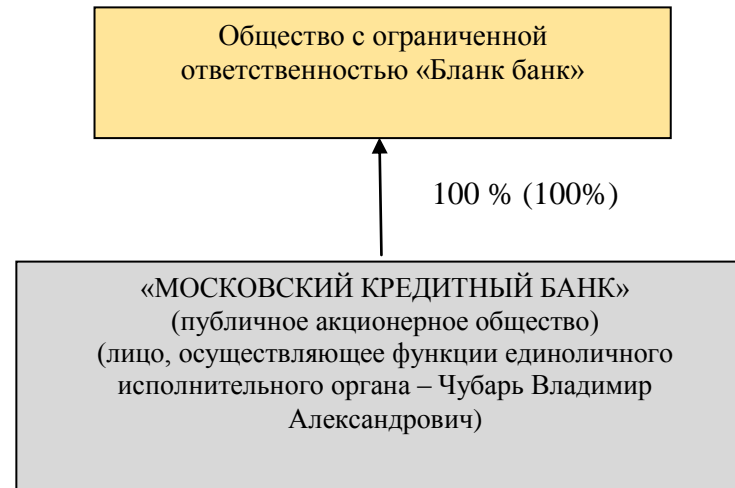 Общество с ограниченной
ответственностью «Бланк банк»
100 % (100%)
«МОСКОВСКИЙ КРЕДИТНЫЙ БАНК»
(публичное акционерное общество)
(лицо, осуществляющее функции единоличного
исполнительного органа – Чубарь Владимир
Александрович)